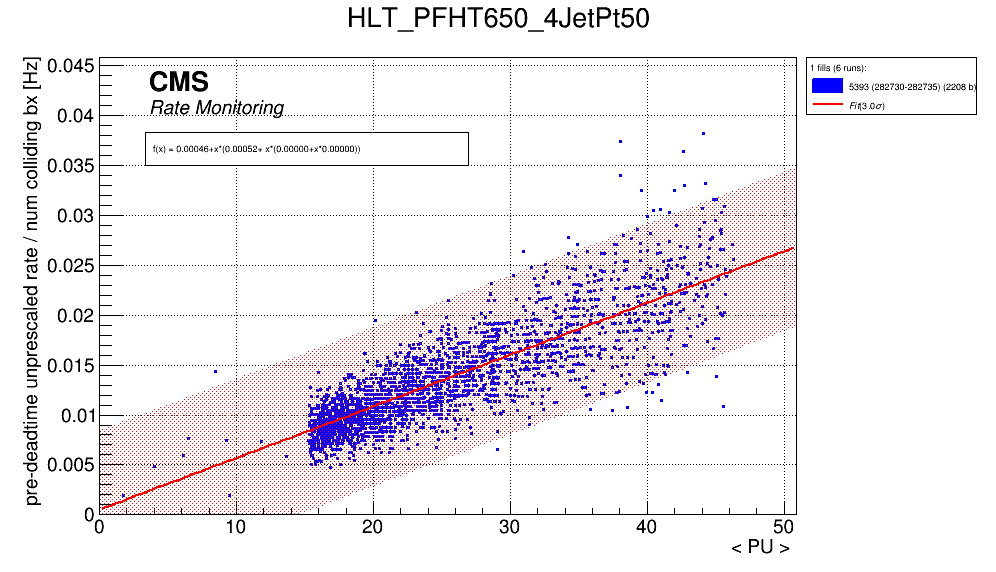 HLT_PFHT650_4JetPt50
pre-deadtime unprescaled rate / num colliding bx [Hz]
0.045
0.04
0.035
0.03
0.025
0.02
0.015
0.01
0.005
0
CMS
Rate Monitoring
f(x) = 0.00046+x*(0.00052+ x*(0.00000+x*0.00000))
0 10 20 30 40 50
< PU >
1 fills (6 runs):
5393 (282730-282735) (2208 b)
Fit(3.0σ)